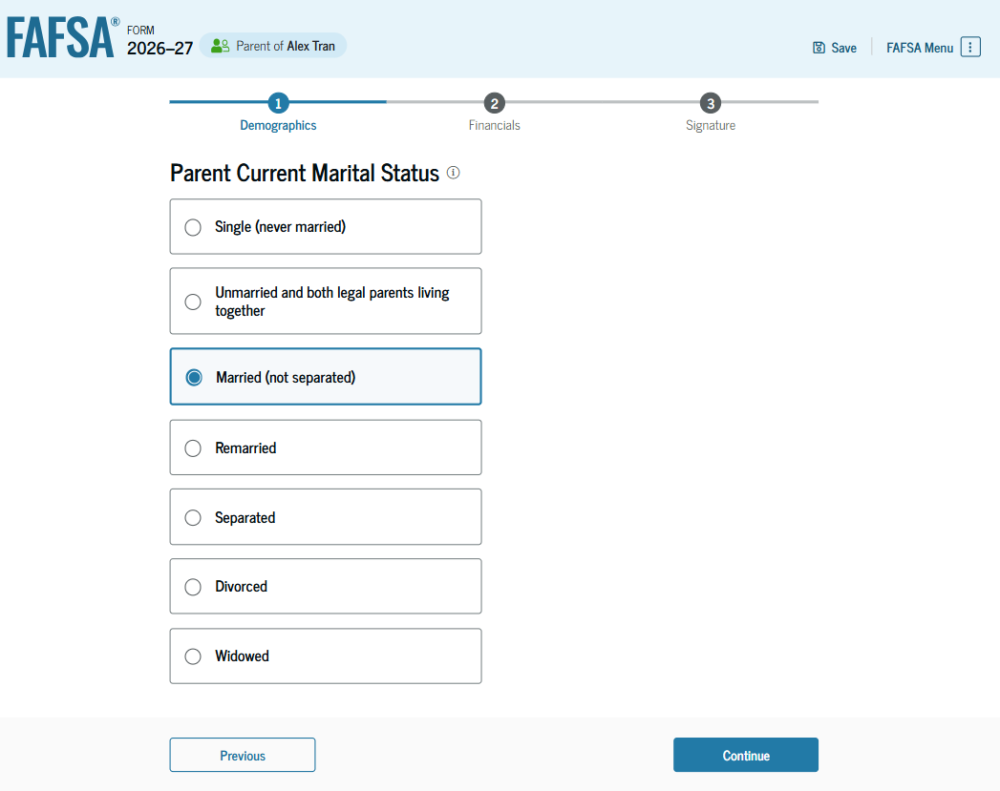 FAFSA®
FORM
2026–27
Parent of Alex Tran
Save
FAFSA Menu
1
2
3
Demographics
Financials
Signature
Parent Current Marital Status
Single (never married)
Unmarried and both legal parents living
together
Married (not separated)
Remarried
Separated
Divorced
Widowed
Previous
Continue